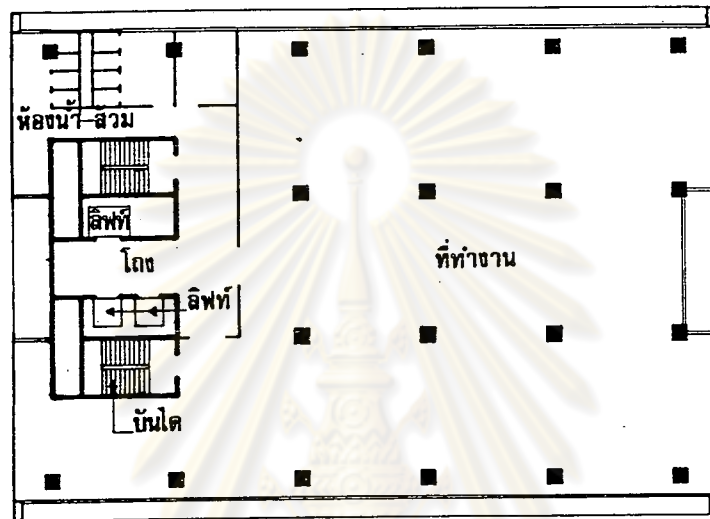 ห้องน้ำ-ส้วม
ลิฟท์
โถง
ที่ทำงาน
ลิฟท์
บันได